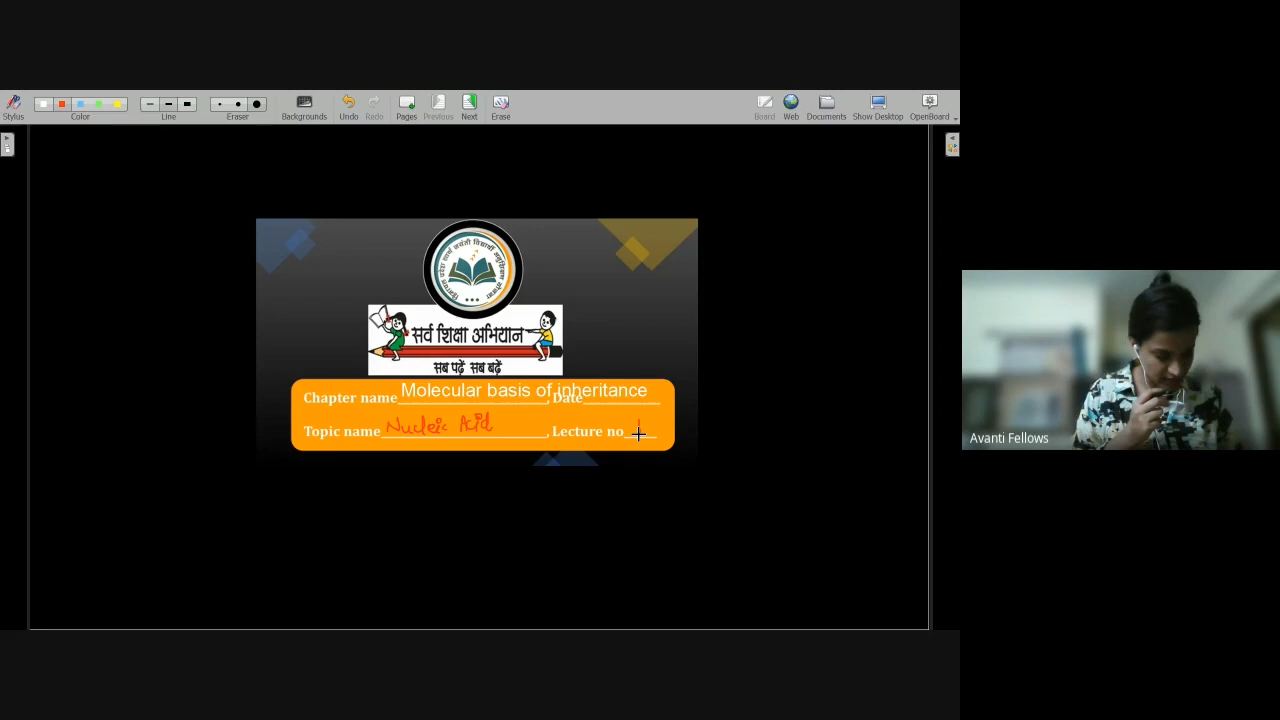 Stylus Color Line Eraser Backgrounds Undo Redo Pages Previous Next Erase Board Web Documents Show Desktop OpenBoard
सर्व शिक्षा अभियान
सब पढ़ें सब बढ़ें
Chapter name Molecular basis of inheritance, Date
Topic name Nucleic Acid, Lecture no 1
Avanti Fellows